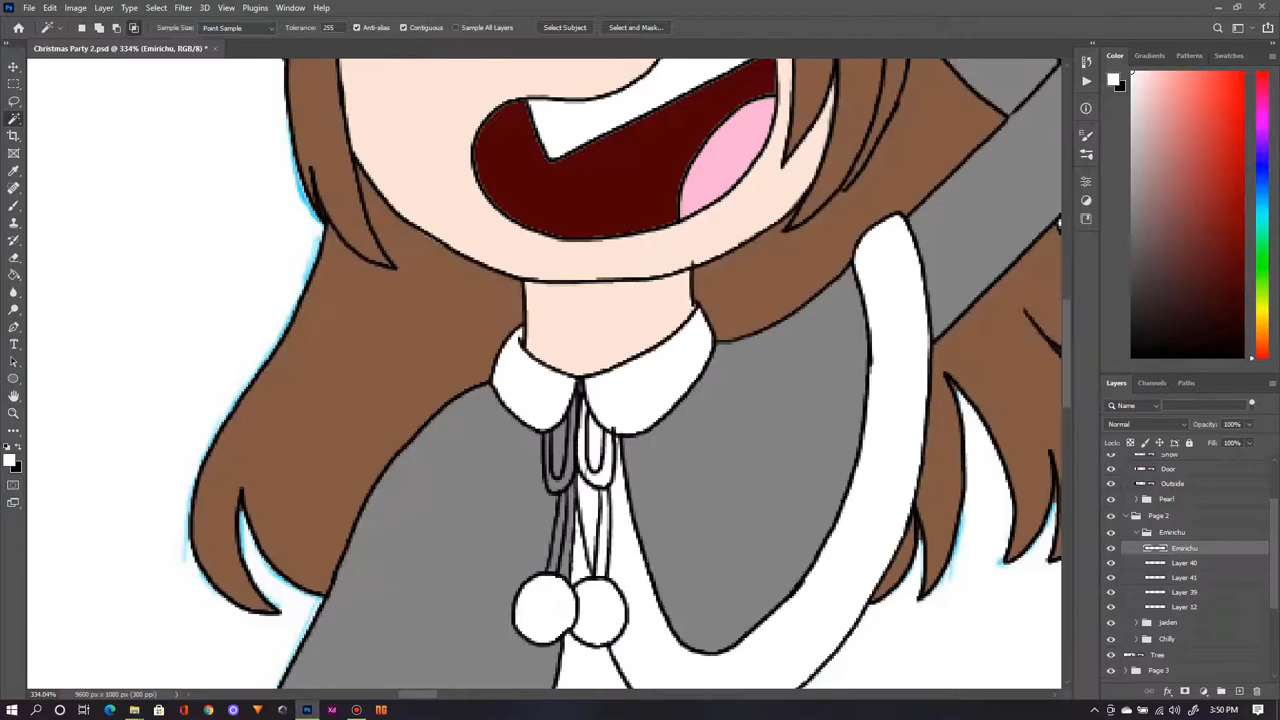 File Edit Image Layer Type Select Filter 3D View Plugins Window Help
Sample Size: Point Sample Tolerance: 255 Anti-alias Contiguous Sample All Layers Select Subject Select and Mask...
Christmas Party 2.psd @ 334% (Emirichu, RGB/8) *
Color Gradients Patterns Swatches
Layers Channels Paths
Name
Normal Opacity: 100%
Lock: Fill: 100%
Snow
Door
Outside
Pearl
Page 2
Emirichu
Emirichu
Layer 40
Layer 41
Layer 39
Layer 12
Jaiden
Chilly
Tree
Page 3
334.04% 9600 px x 1080 px (300 ppi)
3:50 PM